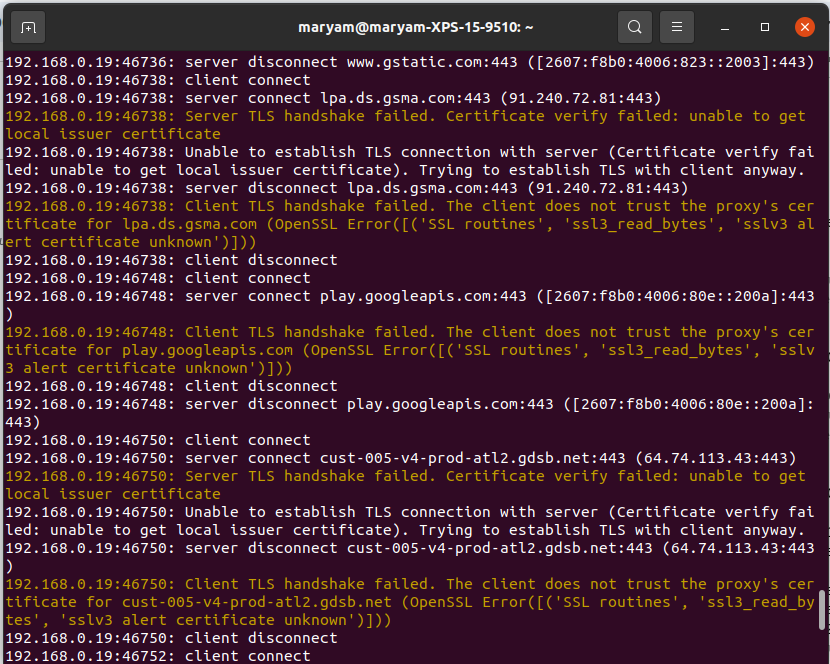 maryam@maryam-XPS-15-9510: ~
192.168.0.19:46736: server disconnect www.gstatic.com:443 ([2607:f8b0:4006:823::2003]:443)
192.168.0.19:46738: client connect
192.168.0.19:46738: server connect lpa.ds.gsma.com:443 (91.240.72.81:443)
192.168.0.19:46738: Server TLS handshake failed. Certificate verify failed: unable to get
local issuer certificate
192.168.0.19:46738: Unable to establish TLS connection with server (Certificate verify fai
led: unable to get local issuer certificate). Trying to establish TLS with client anyway.
192.168.0.19:46738: server disconnect lpa.ds.gsma.com:443 (91.240.72.81:443)
192.168.0.19:46738: Client TLS handshake failed. The client does not trust the proxy's cer
tificate for lpa.ds.gsma.com (OpenSSL Error([('SSL routines', 'ssl3_read_bytes', 'sslv3 al
ert certificate unknown')]))
192.168.0.19:46738: client disconnect
192.168.0.19:46748: client connect
192.168.0.19:46748: server connect play.googleapis.com:443 ([2607:f8b0:4006:80e::200a]:443
)
192.168.0.19:46748: Client TLS handshake failed. The client does not trust the proxy's cer
tificate for play.googleapis.com (OpenSSL Error([('SSL routines', 'ssl3_read_bytes', 'sslv
3 alert certificate unknown')]))
192.168.0.19:46748: client disconnect
192.168.0.19:46748: server disconnect play.googleapis.com:443 ([2607:f8b0:4006:80e::200a]:
443)
192.168.0.19:46750: client connect
192.168.0.19:46750: server connect cust-005-v4-prod-atl2.gdsb.net:443 (64.74.113.43:443)
192.168.0.19:46750: Server TLS handshake failed. Certificate verify failed: unable to get
local issuer certificate
192.168.0.19:46750: Unable to establish TLS connection with server (Certificate verify fai
led: unable to get local issuer certificate). Trying to establish TLS with client anyway.
192.168.0.19:46750: server disconnect cust-005-v4-prod-atl2.gdsb.net:443 (64.74.113.43:443
)
192.168.0.19:46750: Client TLS handshake failed. The client does not trust the proxy's cer
tificate for cust-005-v4-prod-atl2.gdsb.net (OpenSSL Error([('SSL routines', 'ssl3_read_by
tes', 'sslv3 alert certificate unknown')]))
192.168.0.19:46750: client disconnect
192.168.0.19:46752: client connect